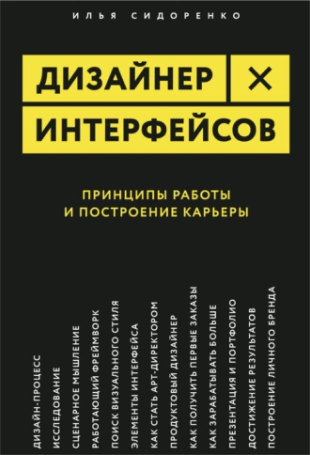 ИЛЬЯ СИДОРЕНКО
ДИЗАЙНЕР X
ИНТЕРФЕЙСОВ
ПРИНЦИПЫ РАБОТЫ
И ПОСТРОЕНИЕ КАРЬЕРЫ
ДИЗАЙН-ПРОЦЕСС
ИССЛЕДОВАНИЕ
СЦЕНАРНОЕ МЫШЛЕНИЕ
РАБОТАЮЩИЙ ФРЕЙМВОРК
ПОИСК ВИЗУАЛЬНОГО СТИЛЯ
ЭЛЕМЕНТЫ ИНТЕРФЕЙСА
КАК СТАТЬ АРТ-ДИРЕКТОРОМ
ПРОДУКТОВЫЙ ДИЗАЙНЕР
КАК ПОЛУЧИТЬ ПЕРВЫЕ ЗАКАЗЫ
КАК ЗАРАБАТЫВАТЬ БОЛЬШЕ
ПРЕЗЕНТАЦИЯ И ПОРТФОЛИО
ДОСТИЖЕНИЕ РЕЗУЛЬТАТОВ
ПОСТРОЕНИЕ ЛИЧНОГО БРЕНДА